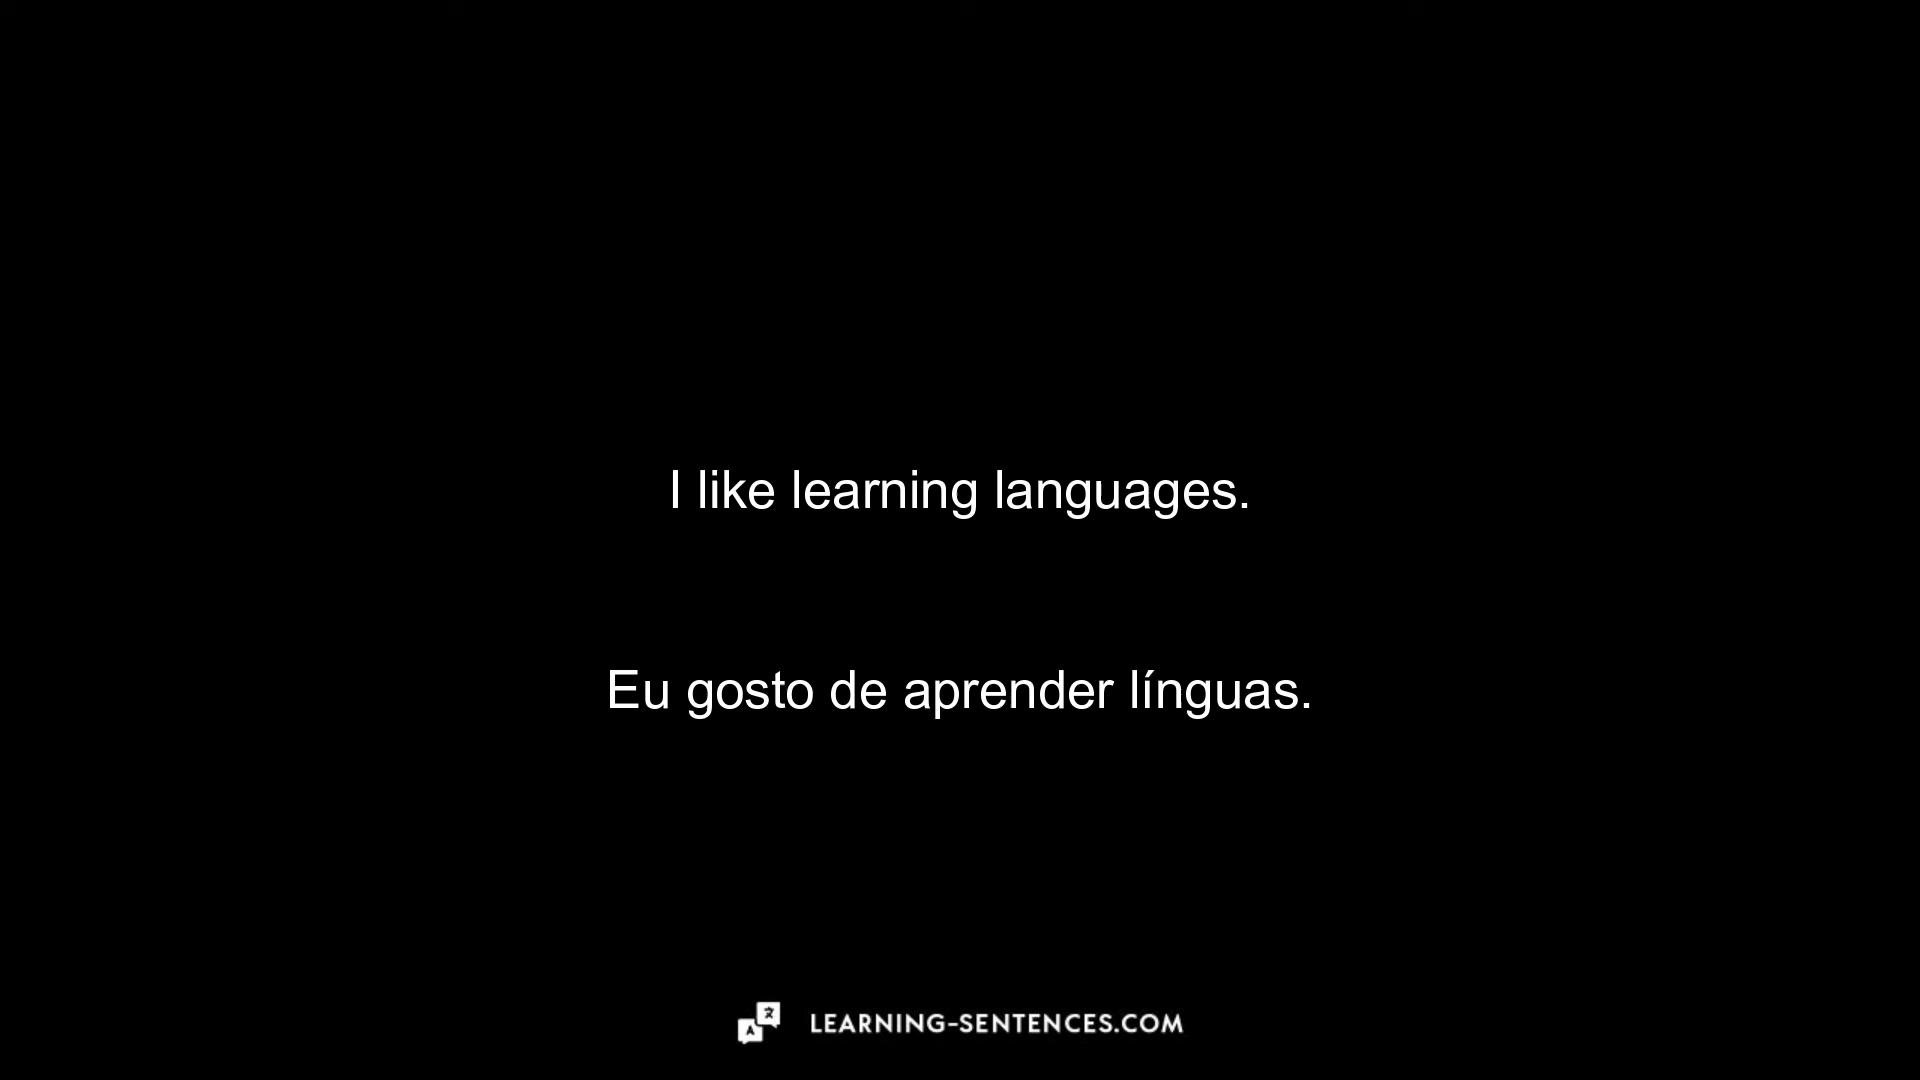 I like learning languages.
Eu gosto de aprender línguas.
LEARNING-SENTENCES.COM